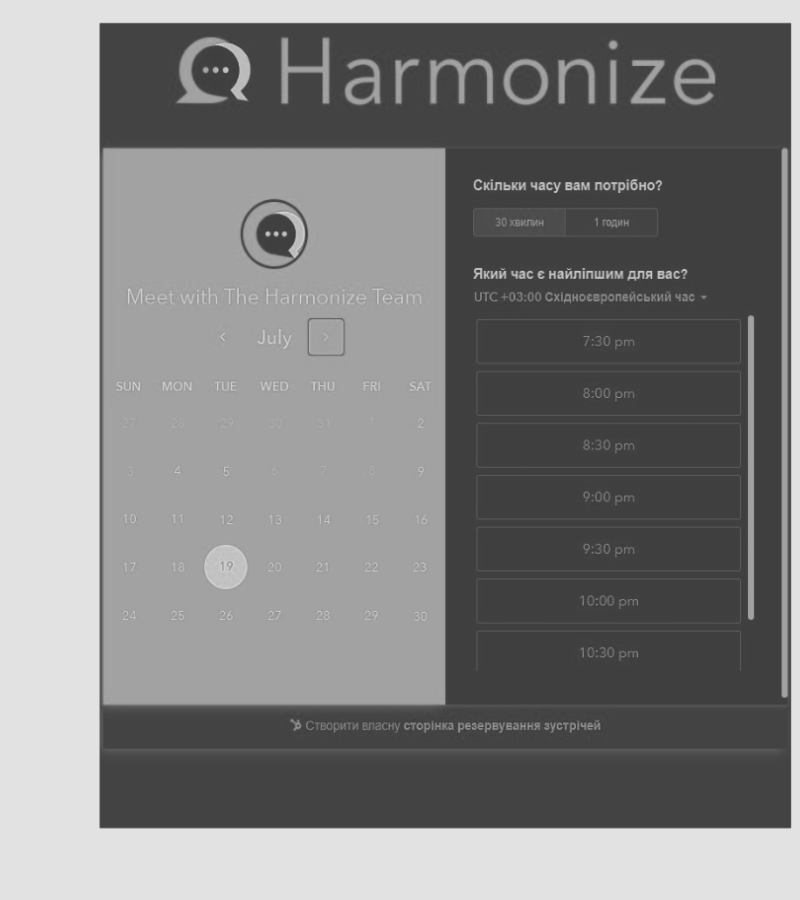 Harmonize
Meet with The Harmonize Team
July
SUN MON TUE WED THU FRI SAT
27 28 29 30 31 1 2
3 4 5 6 7 8 9
10 11 12 13 14 15 16
17 18 19 20 21 22 23
24 25 26 27 28 29 30
Скільки часу вам потрібно?
30 хвилин 1 годин
Який час є найліпшим для вас?
UTC +03:00 Східноєвропейський час
7:30 pm
8:00 pm
8:30 pm
9:00 pm
9:30 pm
10:00 pm
10:30 pm
Створити власну сторінка резервування зустрічей